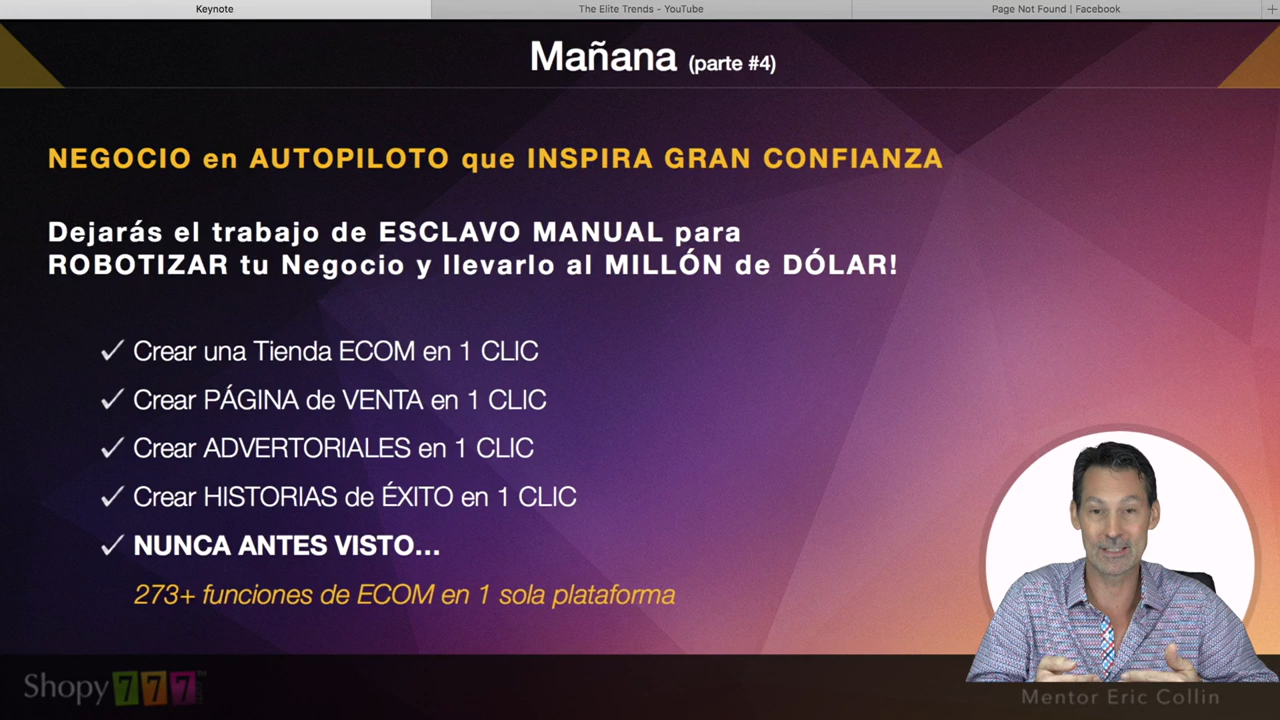 Keynote
The Elite Trends - YouTube
Page Not Found | Facebook
Mañana (parte #4)
NEGOCIO en AUTOPILOTO que INSPIRA GRAN CONFIANZA
Dejarás el trabajo de ESCLAVO MANUAL para
ROBOTIZAR tu Negocio y llevarlo al MILLÓN de DÓLAR!
✓ Crear una Tienda ECOM en 1 CLIC
✓ Crear PÁGINA de VENTA en 1 CLIC
✓ Crear ADVERTORIALES en 1 CLIC
✓ Crear HISTORIAS de ÉXITO en 1 CLIC
✓ NUNCA ANTES VISTO...
273+ funciones de ECOM en 1 sola plataforma
Shopy777
Mentor Eric Collin